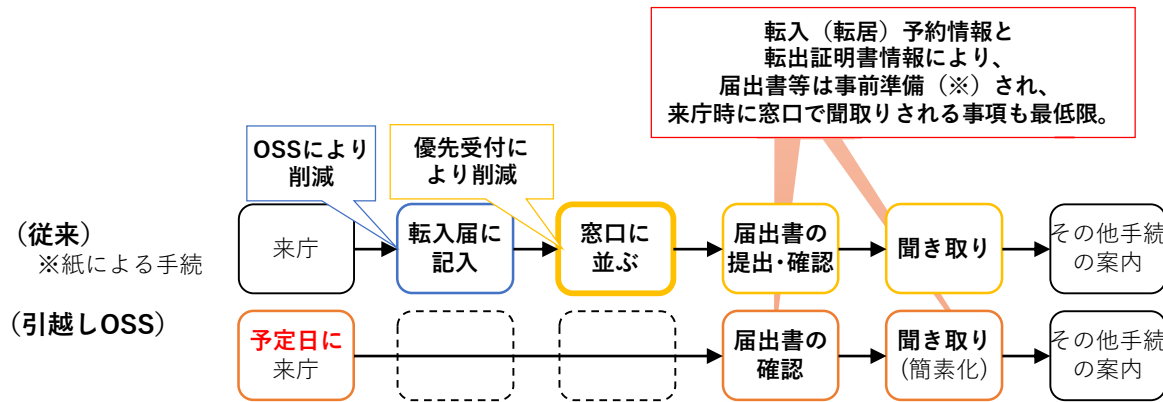 転入（転居）予約情報と
転出証明書情報により、
届出書等は事前準備（※）され、
来庁時に窓口で聞取りされる事項も最低限。
OSSにより
削減
優先受付に
より削減
（従来）
※紙による手続
来庁
転入届に
記入
窓口に
並ぶ
届出書の
提出・確認
聞き取り
その他手続
の案内
（引越しOSS）
予定日に
来庁
届出書の
確認
聞き取り
(簡素化)
その他手続
の案内